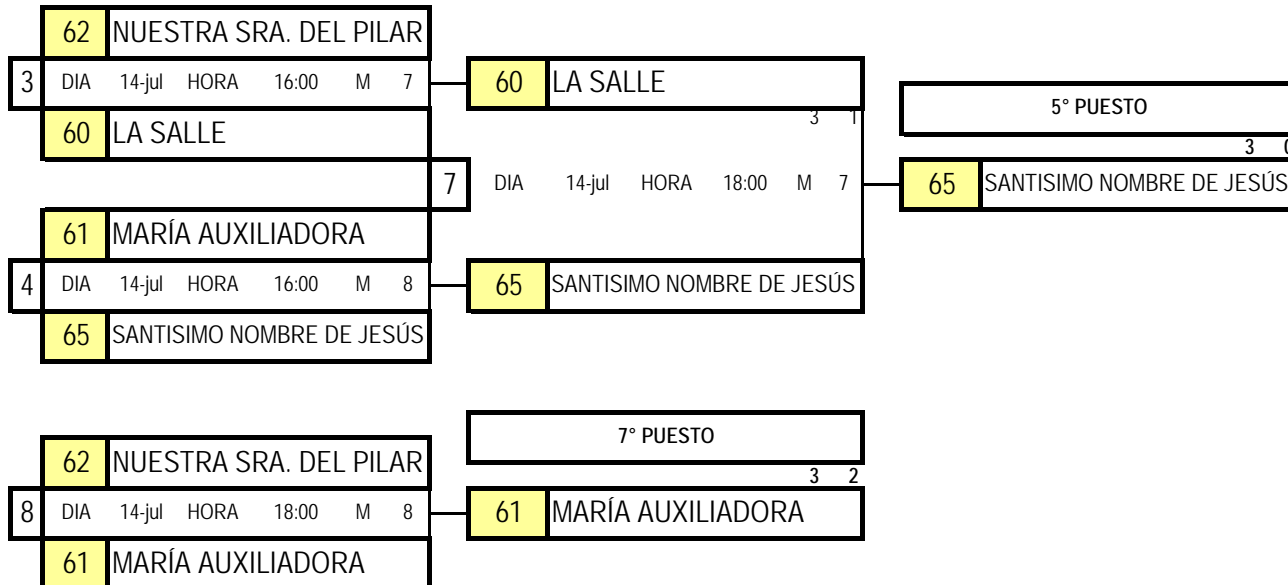 62 NUESTRA SRA. DEL PILAR
3 DIA 14-jul HORA 16:00 M 7
60 LA SALLE
60 LA SALLE
3 1
5° PUESTO
3 0
7 DIA 14-jul HORA 18:00 M 7
65 SANTISIMO NOMBRE DE JESÚS
61 MARÍA AUXILIADORA
4 DIA 14-jul HORA 16:00 M 8
65 SANTISIMO NOMBRE DE JESÚS
65 SANTISIMO NOMBRE DE JESÚS
7° PUESTO
3 2
62 NUESTRA SRA. DEL PILAR
8 DIA 14-jul HORA 18:00 M 8
61 MARÍA AUXILIADORA
61 MARÍA AUXILIADORA